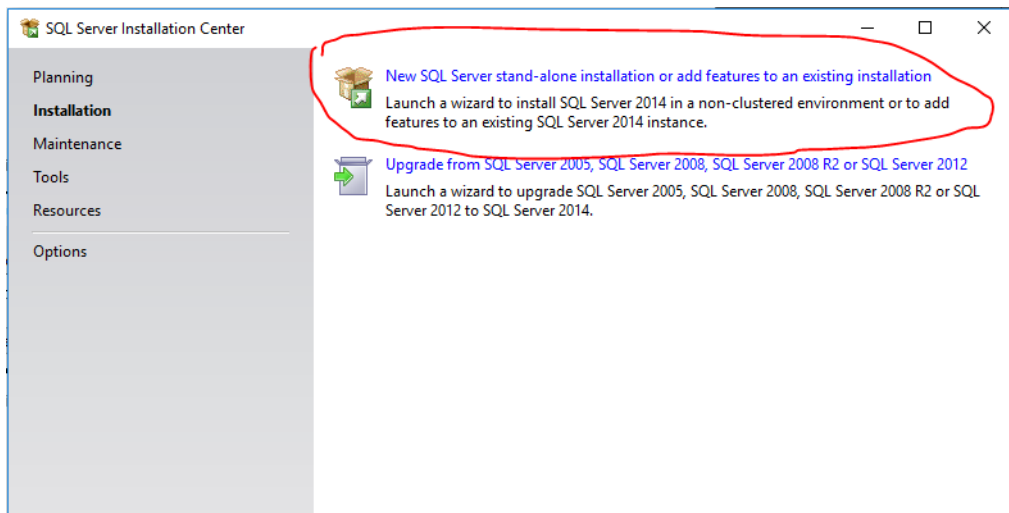 SQL Server Installation Center
Planning
Installation
Maintenance
Tools
Resources
Options
New SQL Server stand-alone installation or add features to an existing installation
Launch a wizard to install SQL Server 2014 in a non-clustered environment or to add
features to an existing SQL Server 2014 instance.
Upgrade from SQL Server 2005, SQL Server 2008, SQL Server 2008 R2 or SQL Server 2012
Launch a wizard to upgrade SQL Server 2005, SQL Server 2008, SQL Server 2008 R2 or SQL
Server 2012 to SQL Server 2014.